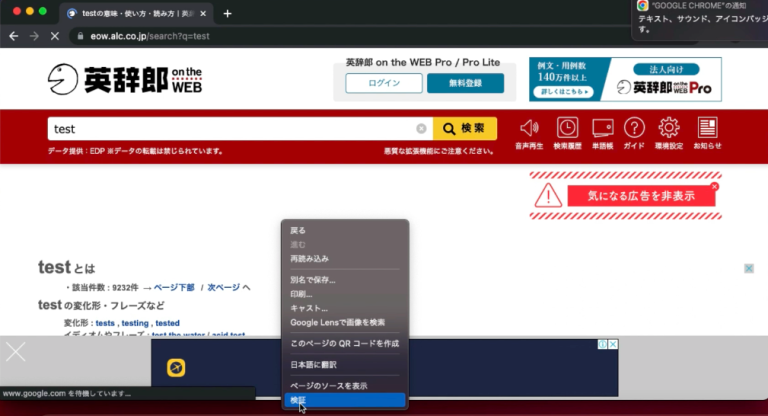 testの意味・使い方・読み方 | 英辞
"GOOGLE CHROME"の通知
テキスト、サウンド、アイコンバッジ
す。
eow.alc.co.jp/search?q=test
英辞郎 on the WEB
英辞郎 on the WEB Pro / Pro Lite
ログイン
無料登録
例文・用例数
140万件以上
詳しくはこちら
法人向け
英辞郎 on the WEB Pro
test
検索
音声再生
検索履歴
単語帳
ガイド
環境設定
お知らせ
データ提供：EDP ※データの転載は禁じられています。
悪質な拡張機能にご注意ください。
気になる広告を非表示
test とは
・該当件数 : 9232件 → ページ下部 / 次ページ へ
test の変化形・フレーズなど
変化形 : tests , testing , tested
イディオムやフレーズ : test the water / acid test
戻る
進む
再読み込み
別名で保存...
印刷...
キャスト...
Google Lensで画像を検索
このページの QR コードを作成
日本語に翻訳
ページのソースを表示
検証
www.google.com を待機しています...